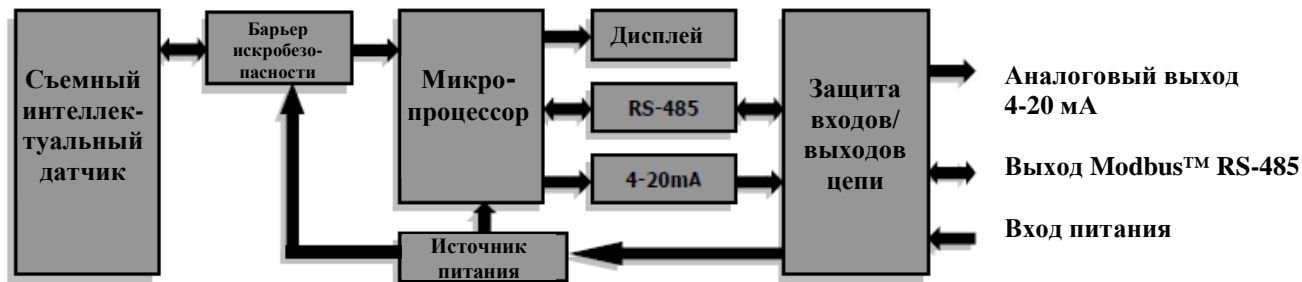 Съемный
интеллек-
туальный
датчик
Барьер
искробезо-
пасности
Микро-
процессор
Дисплей
RS-485
4-20mA
Источник
питания
Защита
входов/
выходов
цепи
Аналоговый выход
4-20 мА
Выход Modbus™ RS-485
Вход питания